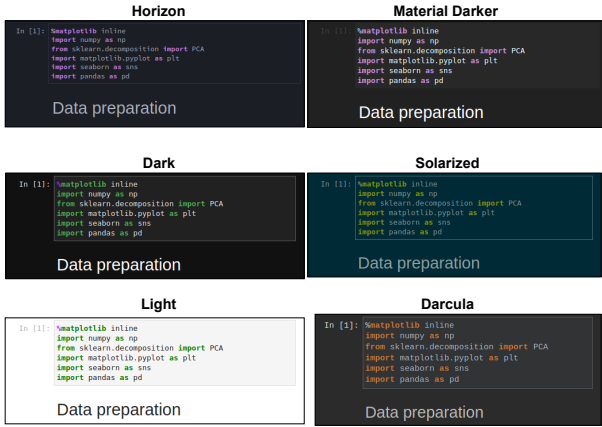 Horizon
In [1]: %matplotlib inline
import numpy as np
from sklearn.decomposition import PCA
import matplotlib.pyplot as plt
import seaborn as sns
import pandas as pd
Data preparation
Material Darker
In [1]: %matplotlib inline
import numpy as np
from sklearn.decomposition import PCA
import matplotlib.pyplot as plt
import seaborn as sns
import pandas as pd
Data preparation
Dark
In [1]: %matplotlib inline
import numpy as np
from sklearn.decomposition import PCA
import matplotlib.pyplot as plt
import seaborn as sns
import pandas as pd
Data preparation
Solarized
In [1]: %matplotlib inline
import numpy as np
from sklearn.decomposition import PCA
import matplotlib.pyplot as plt
import seaborn as sns
import pandas as pd
Data preparation
Light
In [1]: %matplotlib inline
import numpy as np
from sklearn.decomposition import PCA
import matplotlib.pyplot as plt
import seaborn as sns
import pandas as pd
Data preparation
Darcula
In [1]: %matplotlib inline
import numpy as np
from sklearn.decomposition import PCA
import matplotlib.pyplot as plt
import seaborn as sns
import pandas as pd
Data preparation